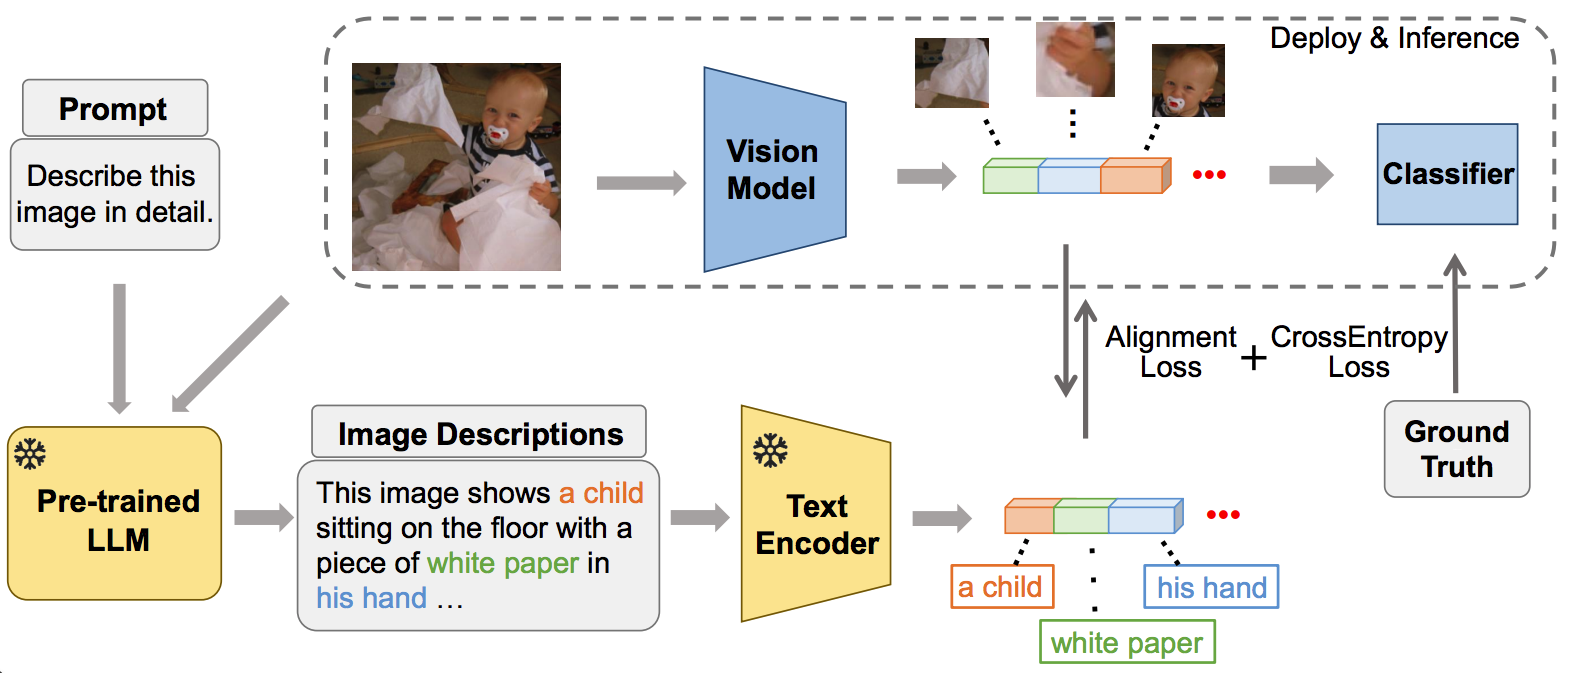 Deploy & Inference
Prompt
Describe this
image in detail.
Vision
Model
Classifier
Alignment
Loss
+
CrossEntropy
Loss
Ground
Truth
Pre-trained
LLM
Image Descriptions
This image shows a child
sitting on the floor with a
piece of white paper in
his hand ...
Text
Encoder
a child
his hand
white paper